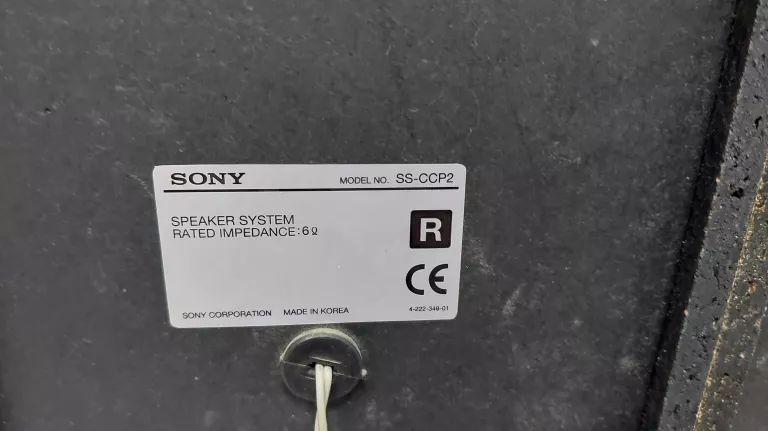 SONY MODEL NO. SS-CCP2
SPEAKER SYSTEM
RATED IMPEDANCE:6Ω
R
CE
SONY CORPORATION MADE IN KOREA 4-222-348-01